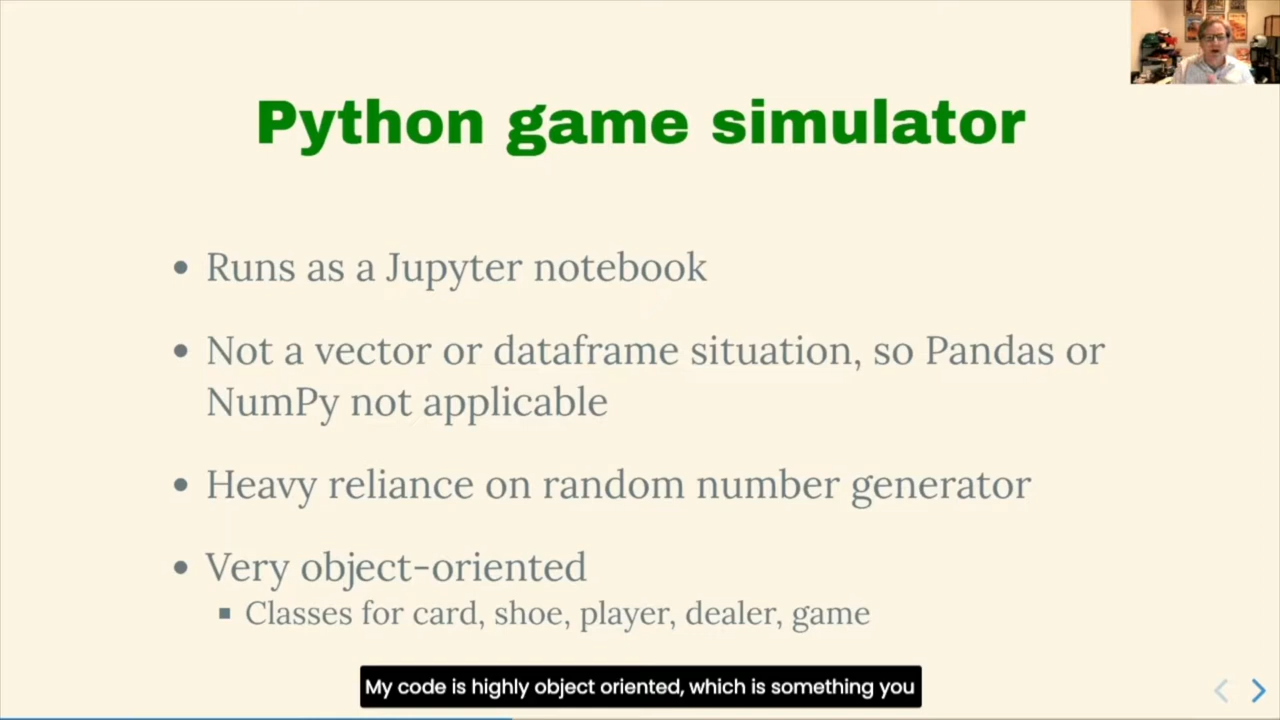 Python game simulator
Runs as a Jupyter notebook
Not a vector or dataframe situation, so Pandas or
NumPy not applicable
Heavy reliance on random number generator
Very object-oriented
Classes for card, shoe, player, dealer, game
My code is highly object oriented, which is something you